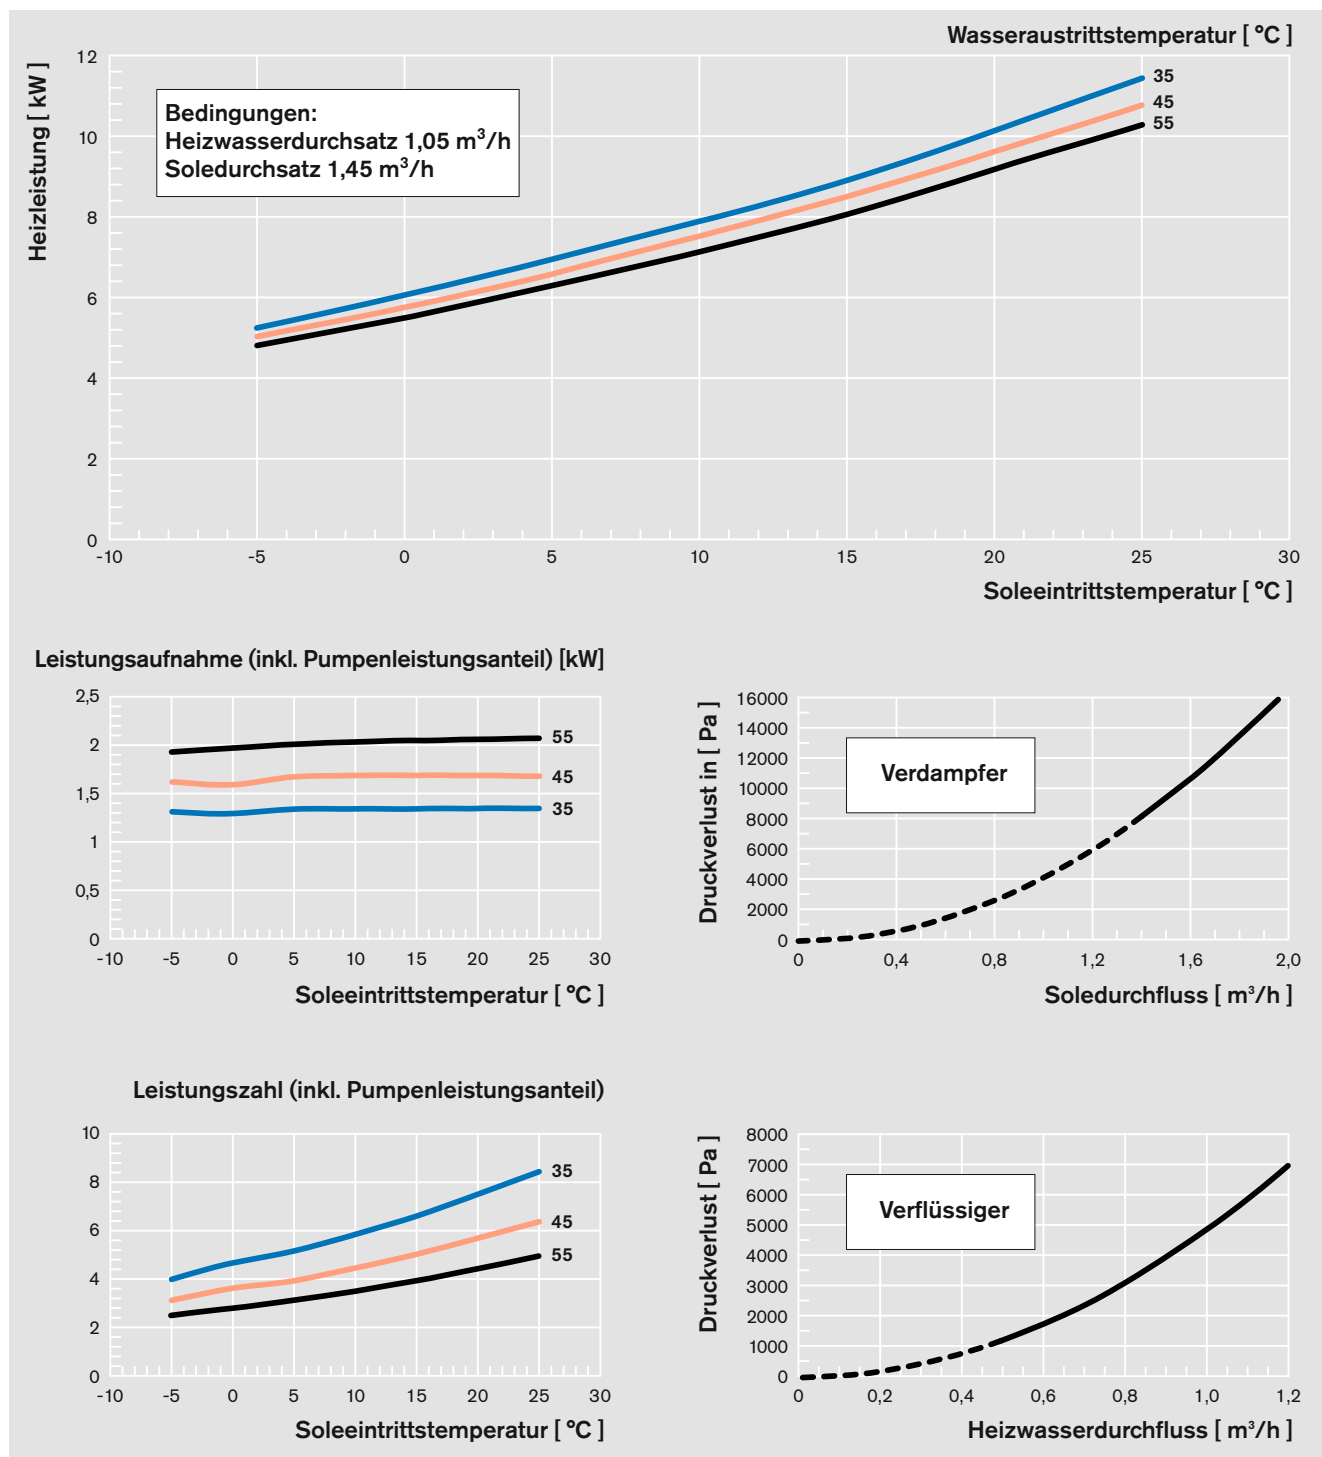 Wasseraustrittstemperatur [ °C ]
Heizleistung [ kW ]
12
10
8
6
4
2
0
Bedingungen:
Heizwasserdurchsatz 1,05 m³/h
Soledurchsatz 1,45 m³/h
35
45
55
-10 -5 0 5 10 15 20 25 30
Soleeintrittstemperatur [ °C ]
Leistungsaufnahme (inkl. Pumpenleistungsanteil) [kW]
2,5
2
1,5
1
0,5
0
55
45
35
-10 -5 0 5 10 15 20 25 30
Soleeintrittstemperatur [ °C ]
Druckverlust in [ Pa ]
16000
14000
12000
10000
8000
6000
4000
2000
0
Verdampfer
0 0,4 0,8 1,2 1,6 2,0
Soledurchfluss [ m³/h ]
Leistungszahl (inkl. Pumpenleistungsanteil)
10
8
6
4
2
0
35
45
55
-10 -5 0 5 10 15 20 25 30
Soleeintrittstemperatur [ °C ]
Druckverlust [ Pa ]
8000
7000
6000
5000
4000
3000
2000
1000
0
Verflüssiger
0 0,2 0,4 0,6 0,8 1,0 1,2
Heizwasserdurchfluss [ m³/h ]